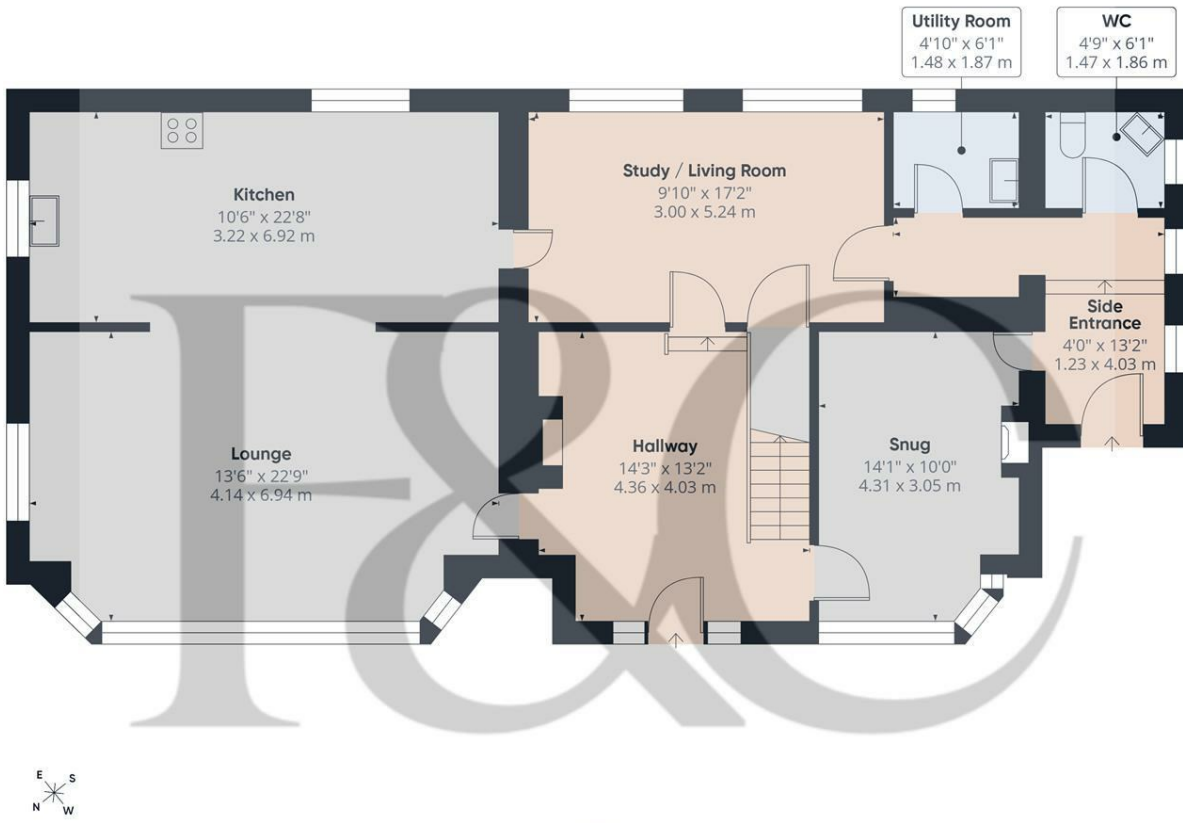 Utility Room
4'10" x 6'1"
1.48 x 1.87 m
WC
4'9" x 6'1"
1.47 x 1.86 m
Kitchen
10'6" x 22'8"
3.22 x 6.92 m
Study / Living Room
9'10" x 17'2"
3.00 x 5.24 m
Side
Entrance
4'0" x 13'2"
1.23 x 4.03 m
Lounge
13'6" x 22'9"
4.14 x 6.94 m
Hallway
14'3" x 13'2"
4.36 x 4.03 m
Snug
14'1" x 10'0"
4.31 x 3.05 m
F&C
E S
N W